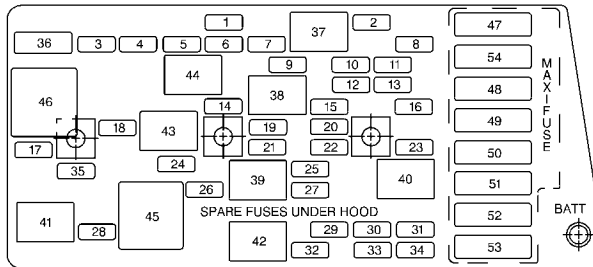 1 2 37 47
36 3 4 5 6 7 8
54
9 10 11
44 12 13 48
46 38
14 15 16
49
18 43 19 20
17 21 22 23 50
24
35 39 25 40 51
26 27
41 45 SPARE FUSES UNDER HOOD 52
28 42 29 30 31
32 33 34 53
MAXIFUSE
BATT